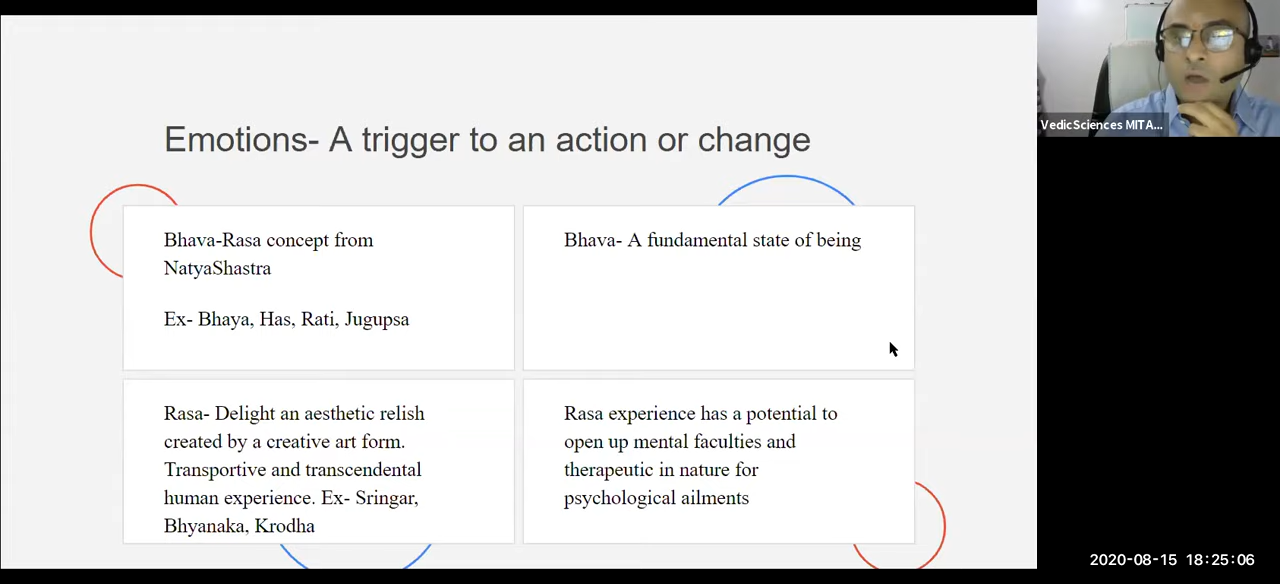 Emotions- A trigger to an action or change
Bhava-Rasa concept from
NatyaShastra
Ex- Bhaya, Has, Rati, Jugupsa
Bhava- A fundamental state of being
Rasa- Delight an aesthetic relish
created by a creative art form.
Transportive and transcendental
human experience. Ex- Sringar,
Bhyanaka, Krodha
Rasa experience has a potential to
open up mental faculties and
therapeutic in nature for
psychological ailments
VedicSciences MITA...
2020-08-15 18:25:06